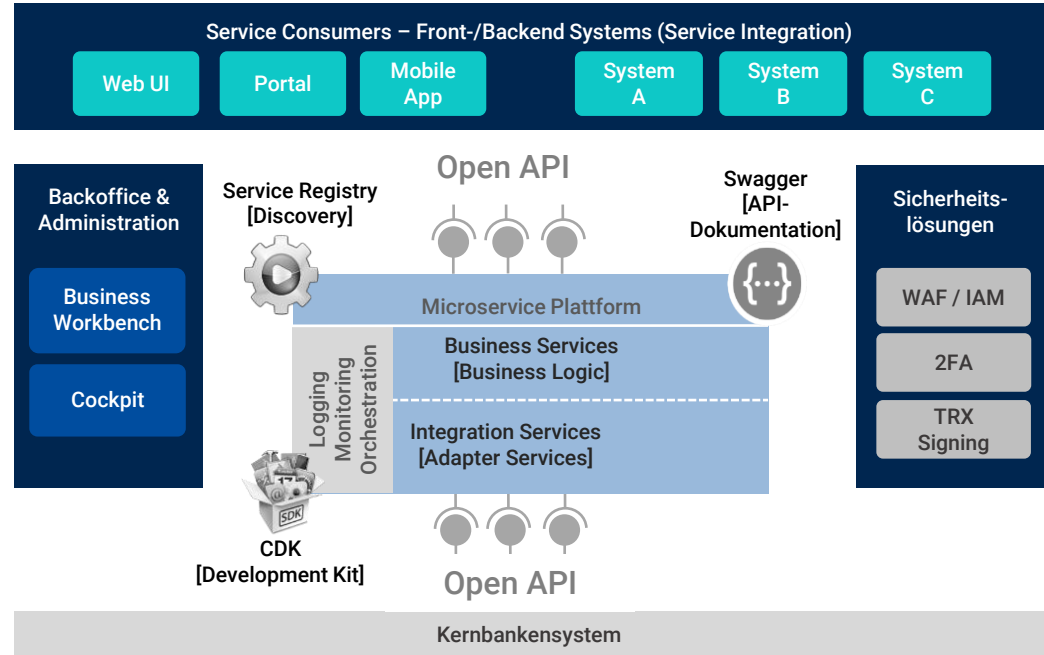 Service Consumers – Front-/Backend Systems (Service Integration)
Web UI
Portal
Mobile
App
System
A
System
B
System
C
Backoffice &
Administration
Business
Workbench
Cockpit
Open API
Service Registry
[Discovery]
Swagger
[API-
Dokumentation]
{···}
Microservice Plattform
Logging
Monitoring
Orchestration
Business Services
[Business Logic]
Integration Services
[Adapter Services]
17
@
SDK
CDK
[Development Kit]
Open API
Sicherheits-
lösungen
WAF / IAM
2FA
TRX
Signing
Kernbankensystem